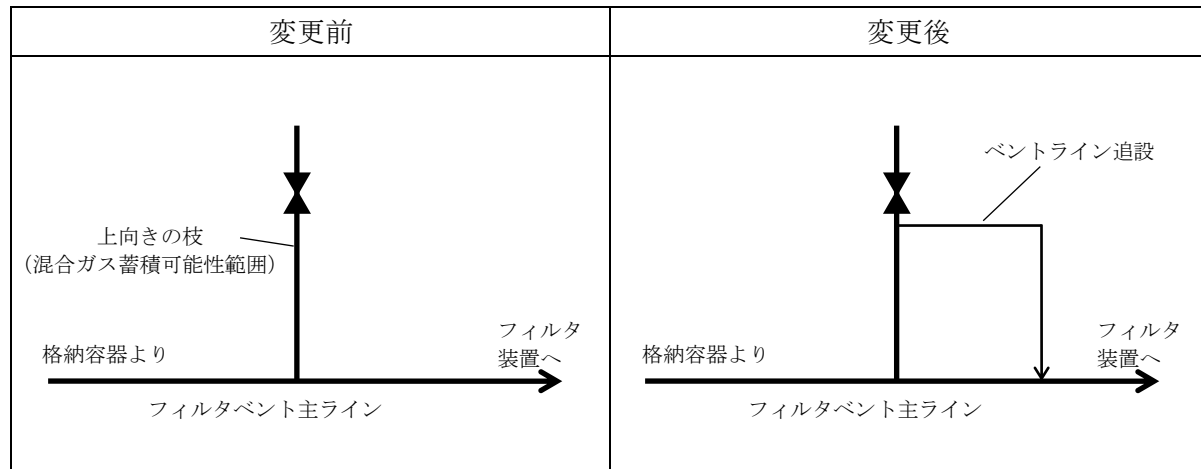 変更前
変更後
上向きの枝
（混合ガス蓄積可能性範囲）
格納容器より
フィルタ
装置へ
フィルタベント主ライン
ベントライン追設
格納容器より
フィルタ
装置へ
フィルタベント主ライン